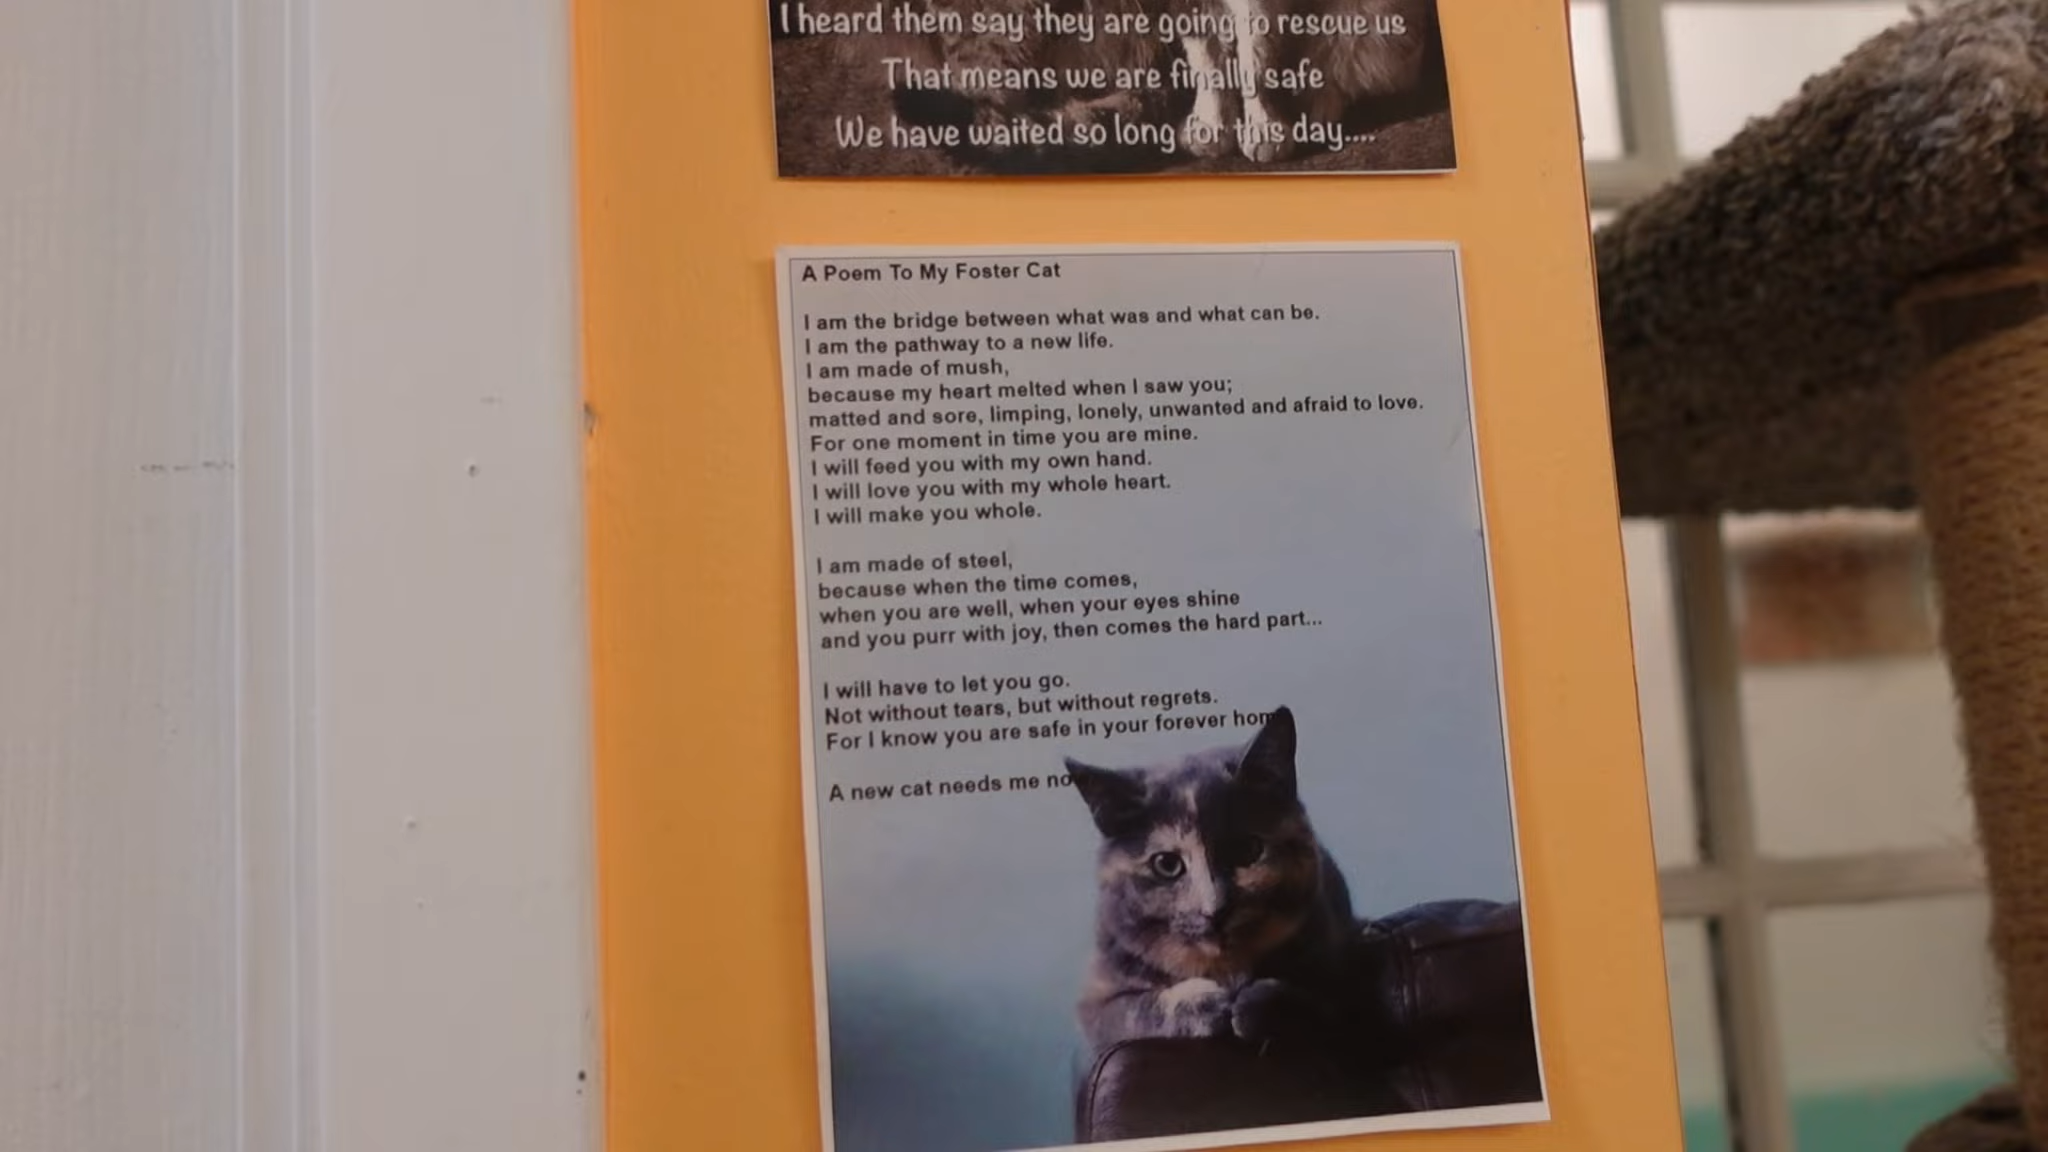 I heard them say they are going to rescue us
That means we are finally safe
We have waited so long for this day....
A Poem To My Foster Cat
I am the bridge between what was and what can be.
I am the pathway to a new life.
I am made of mush,
because my heart melted when I saw you;
matted and sore, limping, lonely, unwanted and afraid to love.
For one moment in time you are mine.
I will feed you with my own hand.
I will love you with my whole heart.
I will make you whole.
I am made of steel,
because when the time comes,
when you are well, when your eyes shine
and you purr with joy, then comes the hard part...
I will have to let you go.
Not without tears, but without regrets.
For I know you are safe in your forever
A new cat needs me